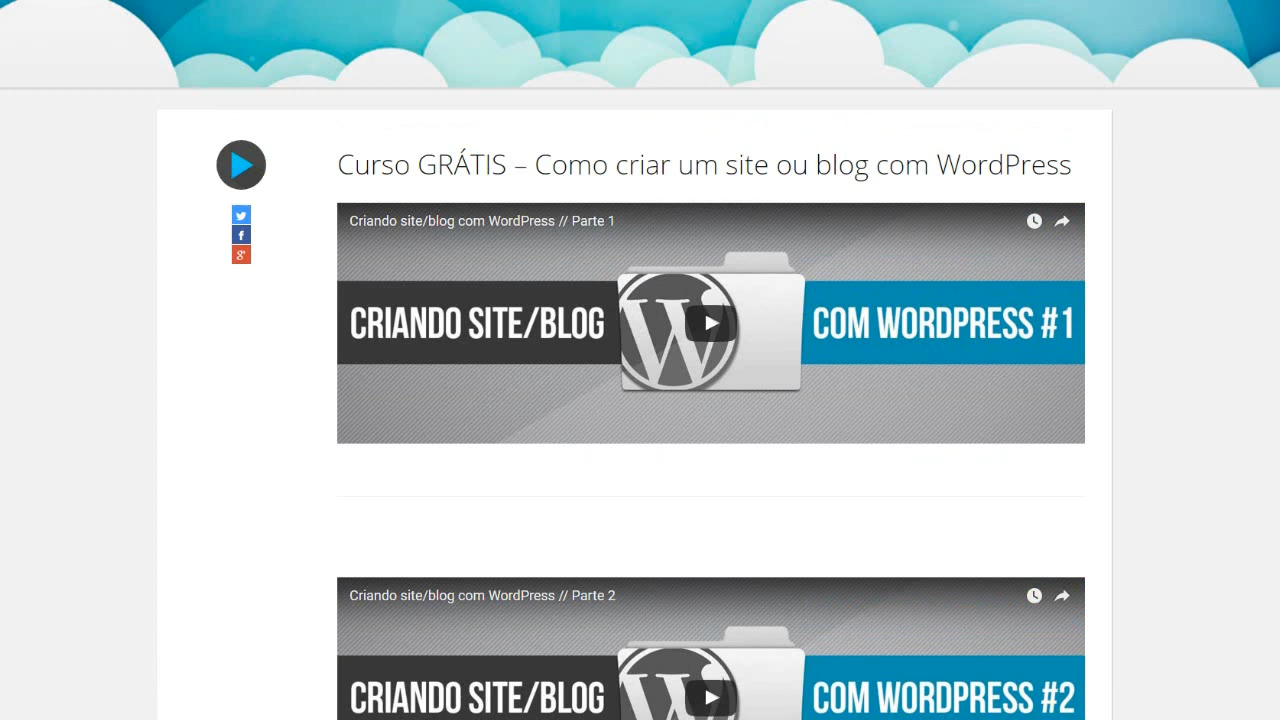 Curso GRÁTIS – Como criar um site ou blog com WordPress
Criando site/blog com WordPress // Parte 1
CRIANDO SITE/BLOG COM WORDPRESS #1
Criando site/blog com WordPress // Parte 2
CRIANDO SITE/BLOG COM WORDPRESS #2